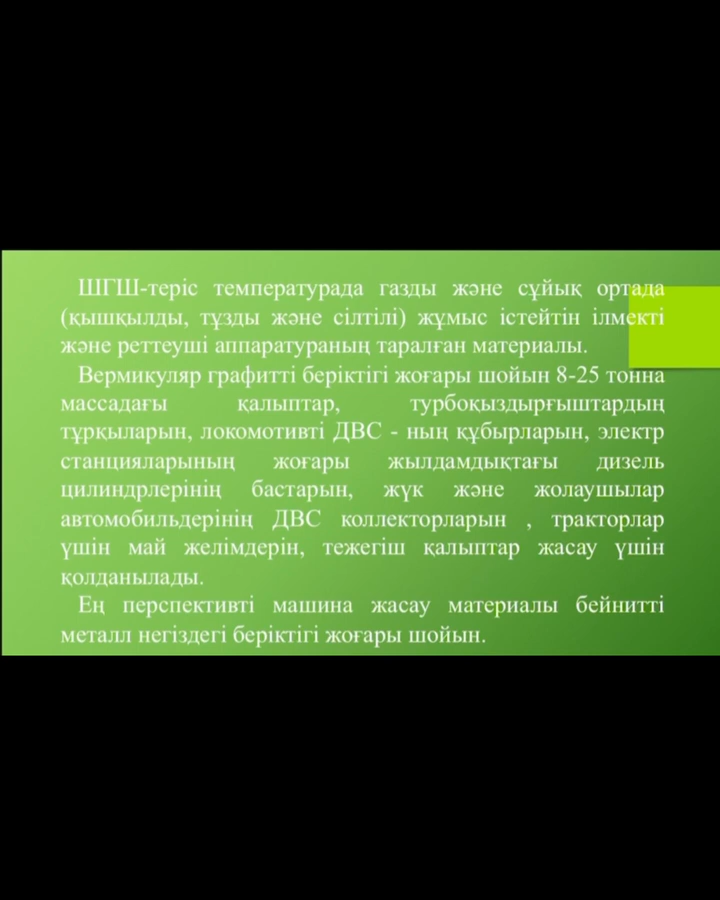 ШГШ-теріс температурада газды және сұйық ортада
(қышқылды, тұзды және сілтілі) жұмыс істейтін ілмекті
және реттеуші аппаратураның таралған материалы.
Вермикуляр графитті беріктігі жоғары шойын 8-25 тонна
массадағы қалыптар, турбоқыздырғыштардың
тұрқыларын, локомотивті ДВС - ның құбырларын, электр
станцияларының жоғары жылдамдықтағы дизель
цилиндрлерінің бастарын, жүк және жолаушылар
автомобильдерінің ДВС коллекторларын , тракторлар
үшін май желімдерін, тежегіш қалыптар жасау үшін
қолданылады.
Ең перспективті машина жасау материалы бейнитті
металл негіздегі беріктігі жоғары шойын.